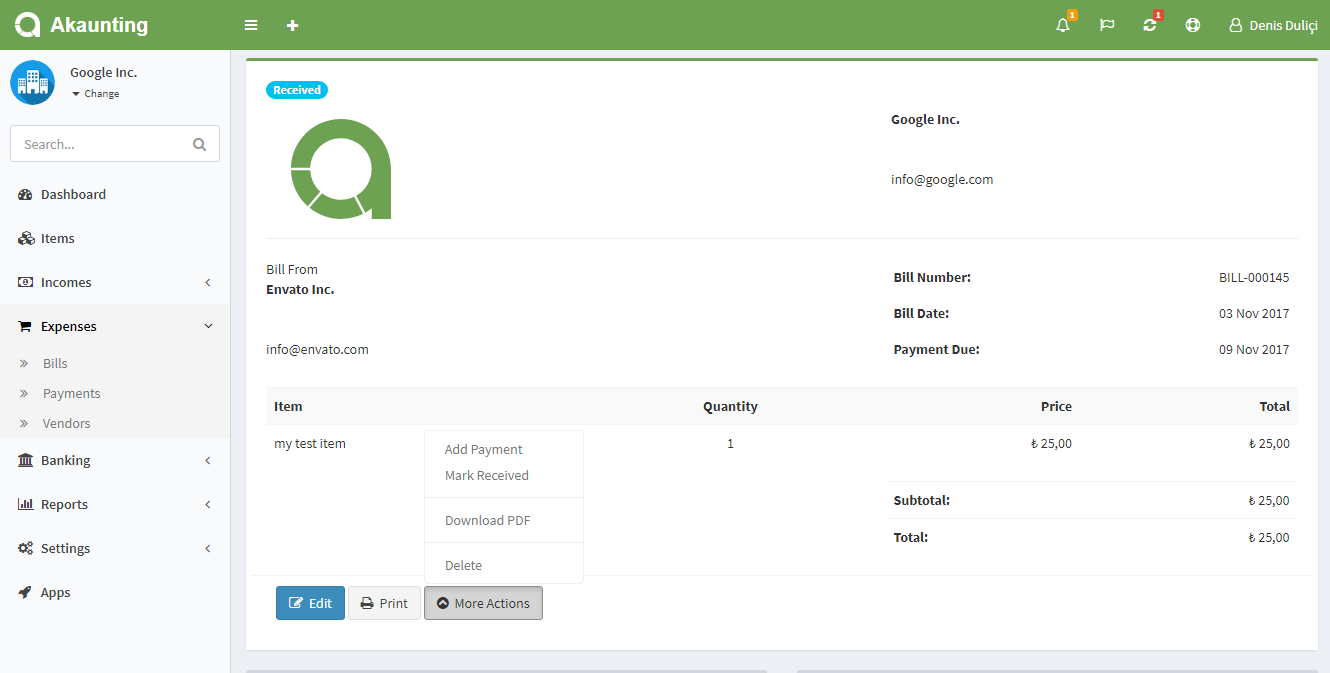 Akaunting
1
1
Denis Duliçi
Google Inc.
Change
Search...
Dashboard
Items
Incomes
Expenses
Bills
Payments
Vendors
Banking
Reports
Settings
Apps
Received
Google Inc.
info@google.com
Bill From
Envato Inc.
info@envato.com
Bill Number: BILL-000145
Bill Date: 03 Nov 2017
Payment Due: 09 Nov 2017
Item Quantity Price Total
my test item 1 ₺ 25,00 ₺ 25,00
Subtotal: ₺ 25,00
Total: ₺ 25,00
Add Payment
Mark Received
Download PDF
Delete
Edit Print More Actions